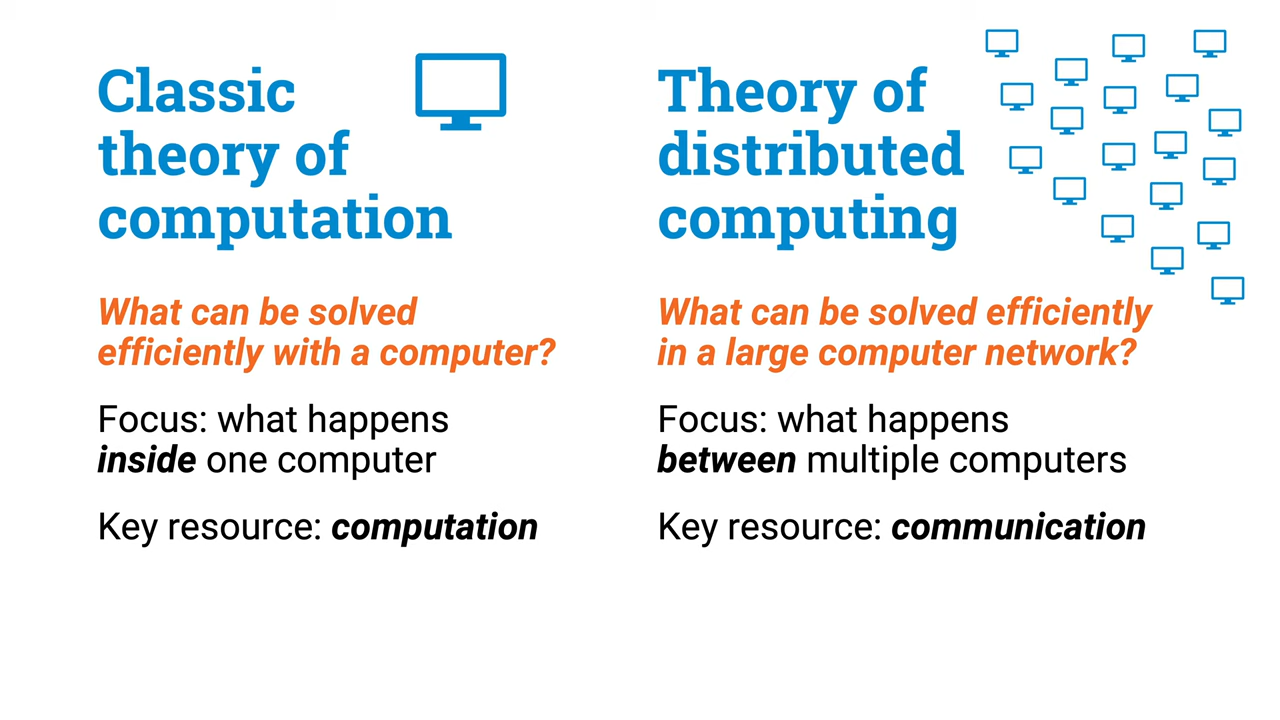 Classic
theory of
computation
What can be solved
efficiently with a computer?
Focus: what happens
inside one computer
Key resource: computation
Theory of
distributed
computing
What can be solved efficiently
in a large computer network?
Focus: what happens
between multiple computers
Key resource: communication